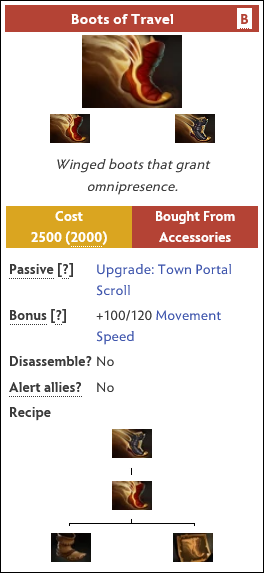 Boots of Travel B
Winged boots that grant
omnipresence.
Cost
2500 (2000)
Bought From
Accessories
Passive [?] Upgrade: Town Portal
Scroll
Bonus [?] +100/120 Movement
Speed
Disassemble? No
Alert allies? No
Recipe